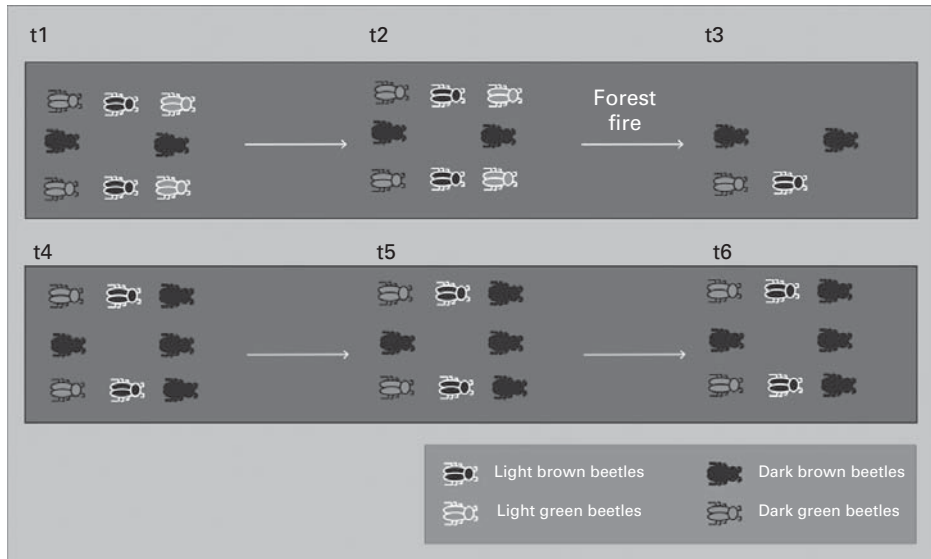 t1
t2
t3
Forest
fire
t4
t5
t6
Light brown beetles
Dark brown beetles
Light green beetles
Dark green beetles